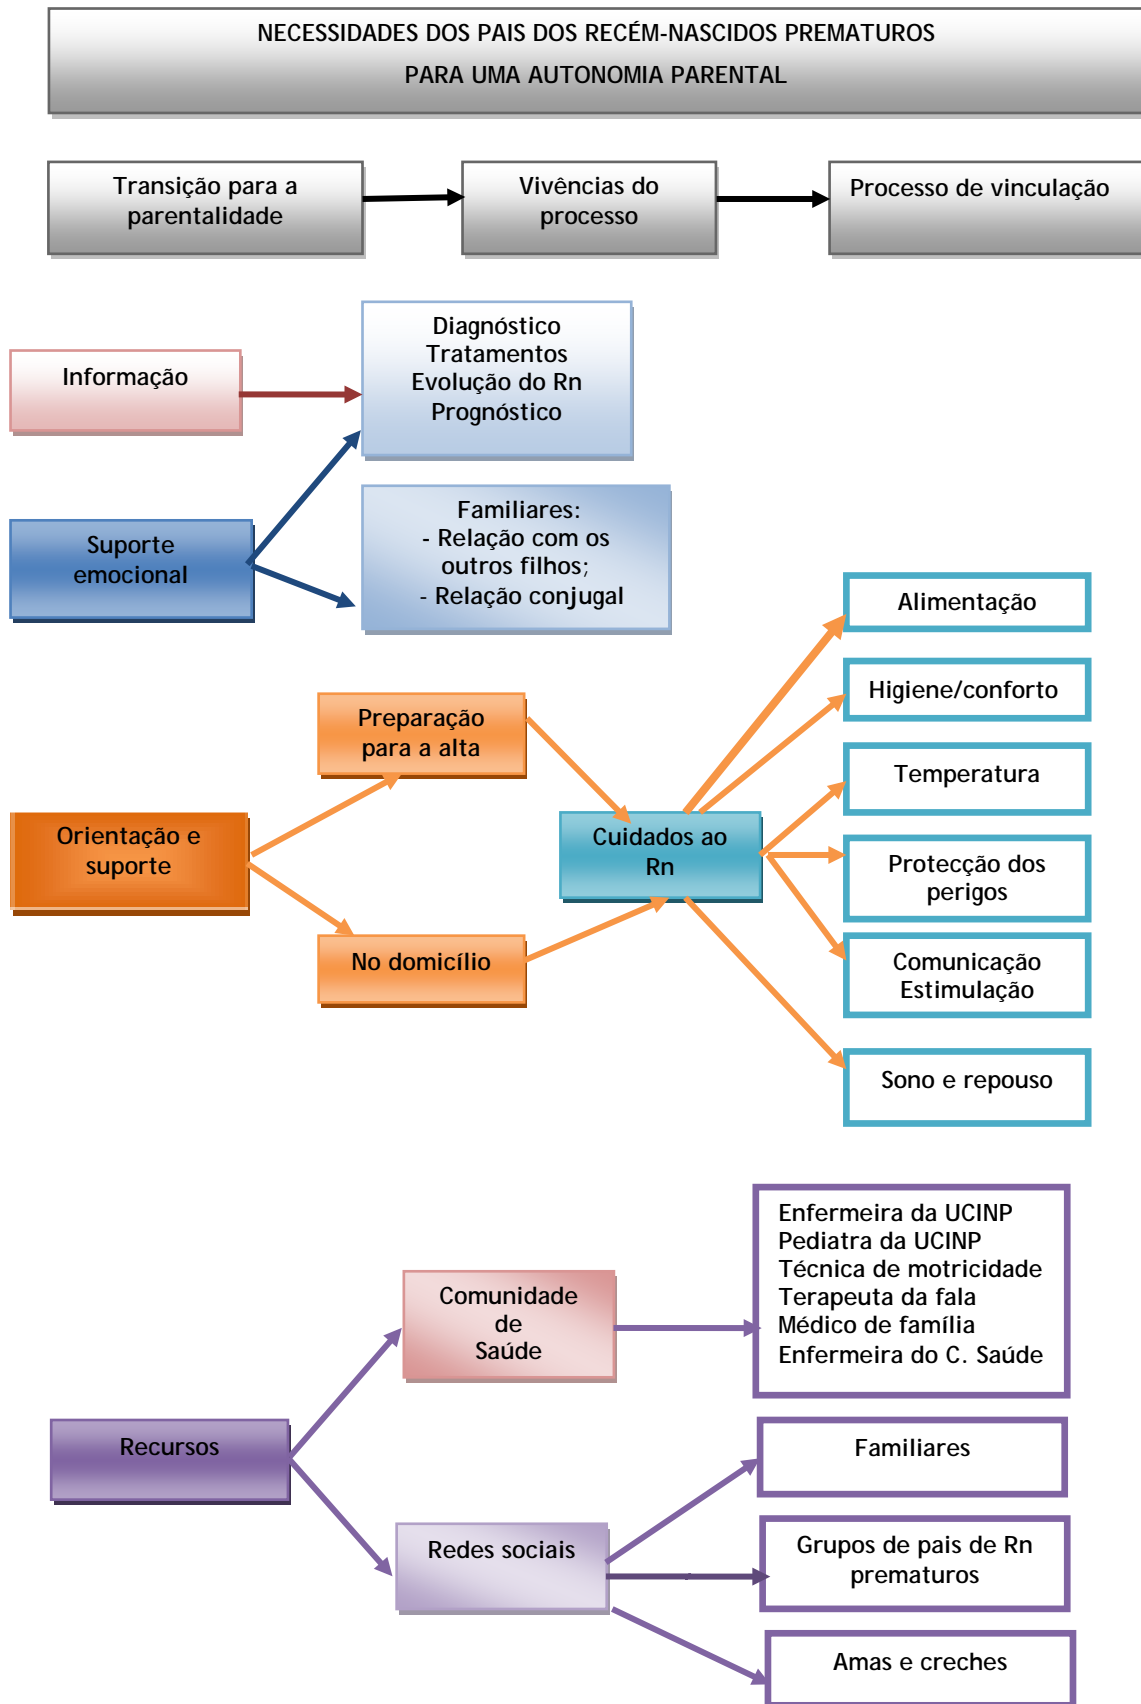 NECESSIDADES DOS PAIS DOS RECÉM-NASCIDOS PREMATUROS
PARA UMA AUTONOMIA PARENTAL
Transição para a
parentalidade
Vivências do
processo
Processo de vinculação
Informação
Diagnóstico
Tratamentos
Evolução do Rn
Prognóstico
Suporte
emocional
Familiares:
- Relação com os
outros filhos;
- Relação conjugal
Orientação e
suporte
Preparação
para a alta
No domicílio
Cuidados ao
Rn
Alimentação
Higiene/conforto
Temperatura
Protecção dos
perigos
Comunicação
Estimulação
Sono e repouso
Recursos
Comunidade
de
Saúde
Enfermeira da UCINP
Pediatra da UCINP
Técnica de motricidade
Terapeuta da fala
Médico de família
Enfermeira do C. Saúde
Redes sociais
Familiares
Grupos de pais de Rn
prematuros
Amas e creches